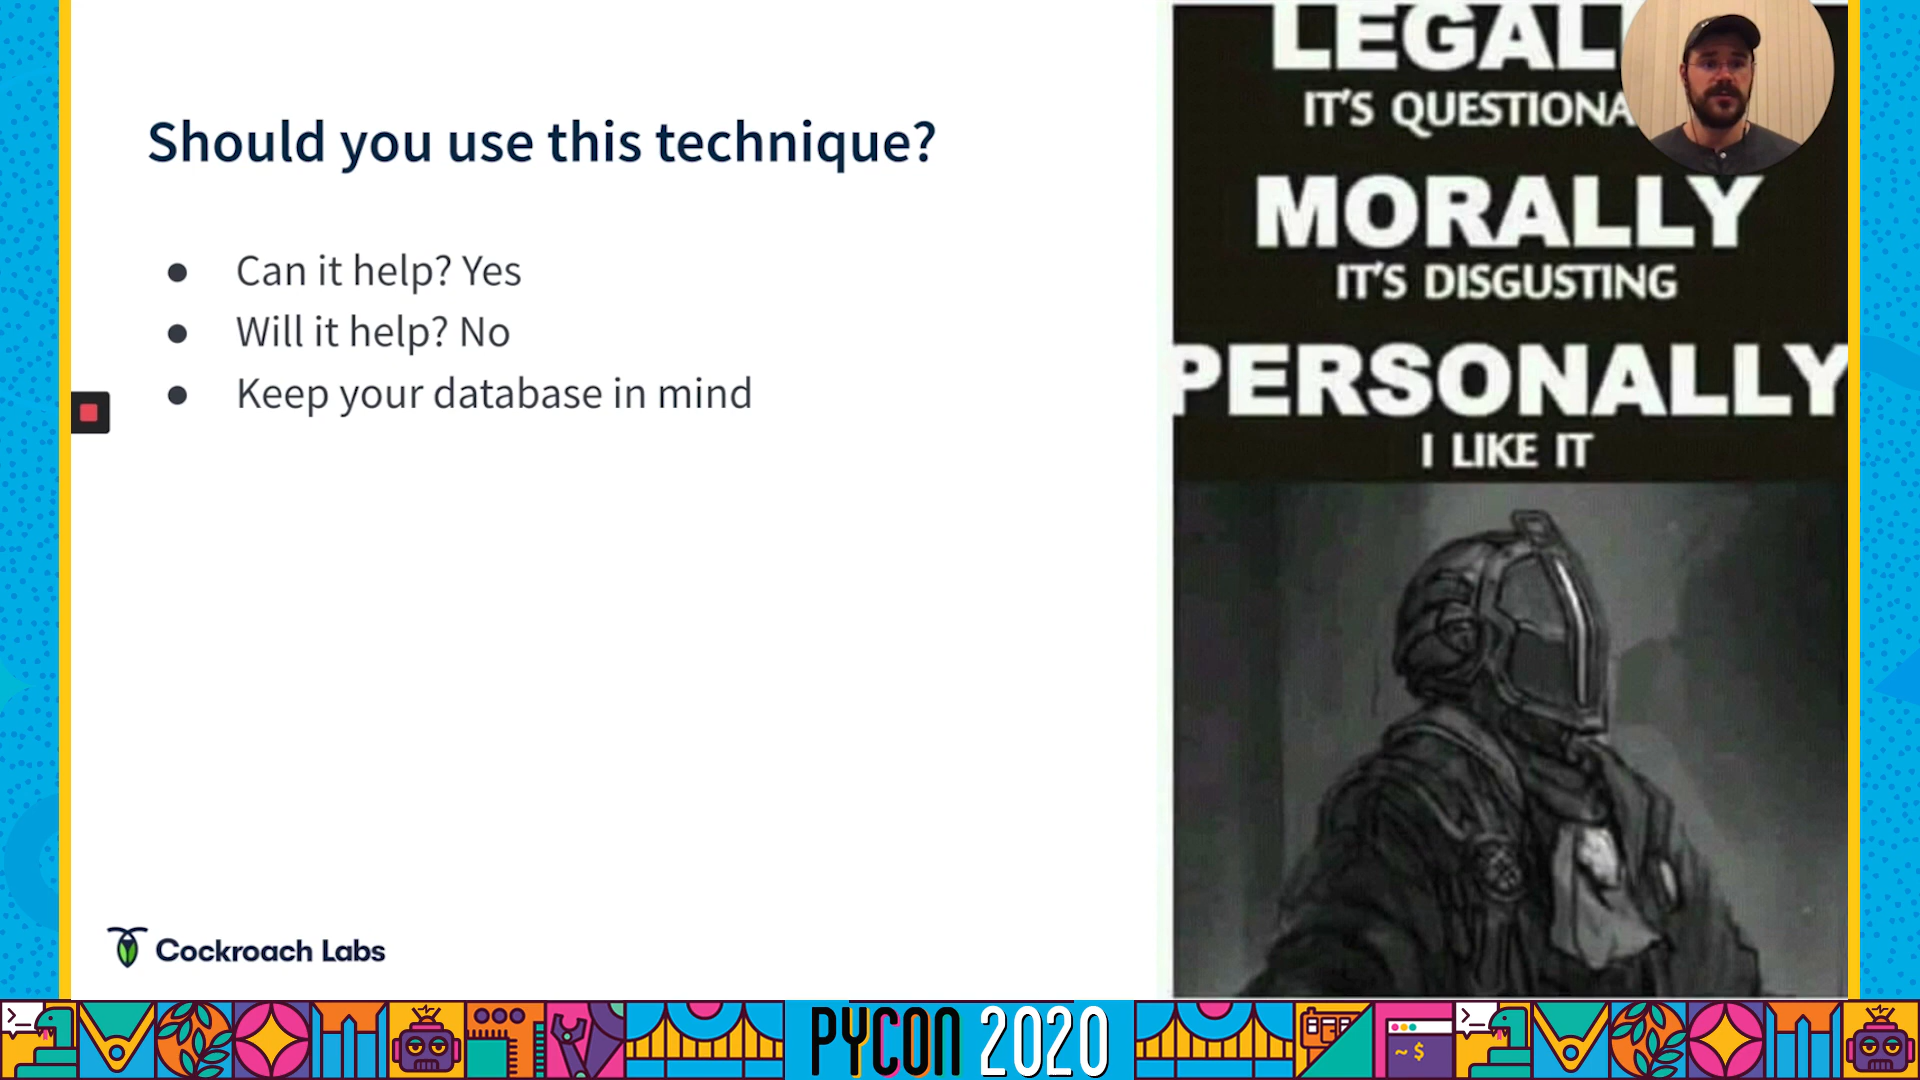 Should you use this technique?
● Can it help? Yes
● Will it help? No
● Keep your database in mind
Cockroach Labs
LEGAL
IT'S QUESTIONA
MORALLY
IT'S DISGUSTING
PERSONALLY
I LIKE IT
>_
~ $
>_
PYCON 2020